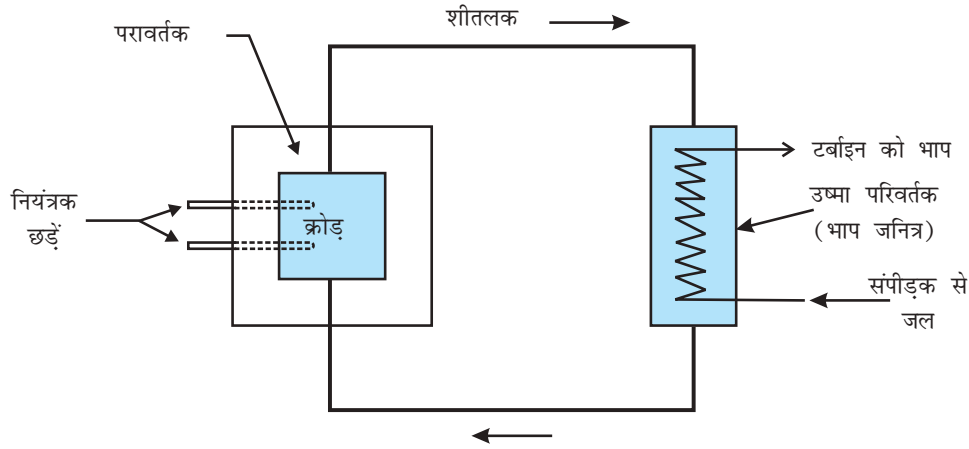 शीतलक
परावर्तक
नियंत्रक
छड़ें
क्रोड़
टर्बाइन को भाप
उष्मा परिवर्तक
(भाप जनित्र)
संपीड़क से
जल